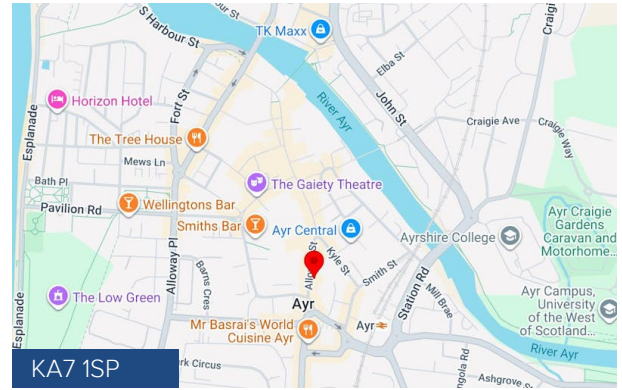 S Harbour St
TK Maxx
Craigi
Elba St
John St
River Ayr
Horizon Hotel
Fort St
Esplanade
The Tree House
Craigie Ave
Craigie Way
Mews Ln
Bath Pl
The Gaiety Theatre
Pavilion Rd
Wellingtons Bar
Smiths Bar
Ayr Central
Ayrshire College
Ayr Craigie
Gardens
Caravan and
Motorhome...
Kyle St
Smith St
Alloway Pl
Barns Cres
Station Rd
Mill Brae
The Low Green
Esplanade
Ayr
Ayr
Ayr Campus,
University
of the West
of Scotland...
Mr Basrai's World
Cuisine Ayr
River Ayr
Ashgrove St
KA7 1SP